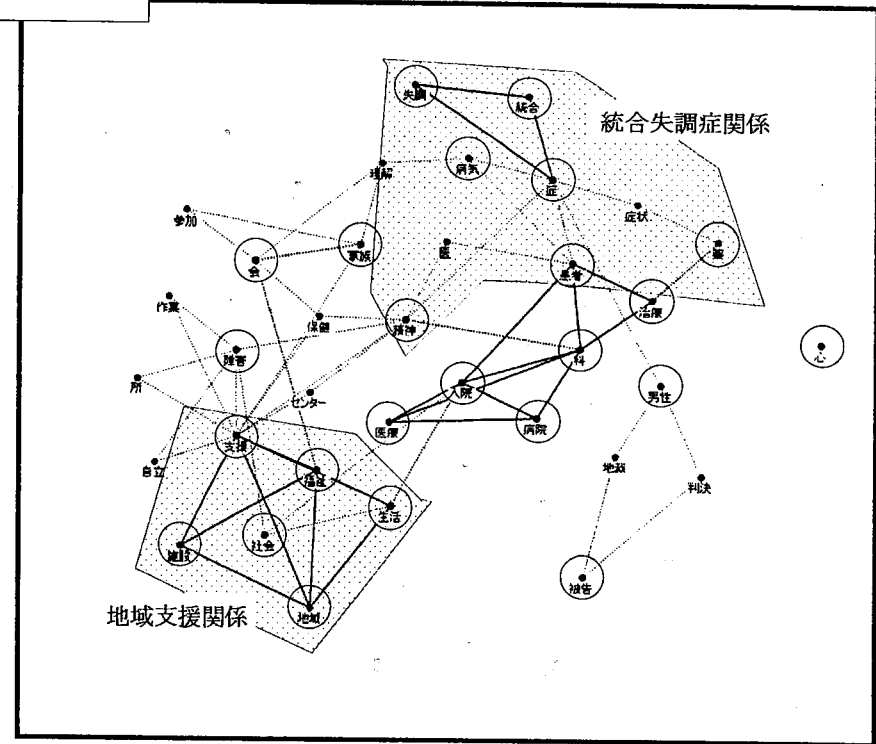 失調
統合
統合失調症関係
理解
病気
症
症状
参加
会
家族
医
患者
薬
治療
作業
保健
精神
障害
科
心
所
入院
男性
センター
医療
病院
支援
自立
福祉
地裁
判決
生活
施設
社会
被告
地域
地域支援関係